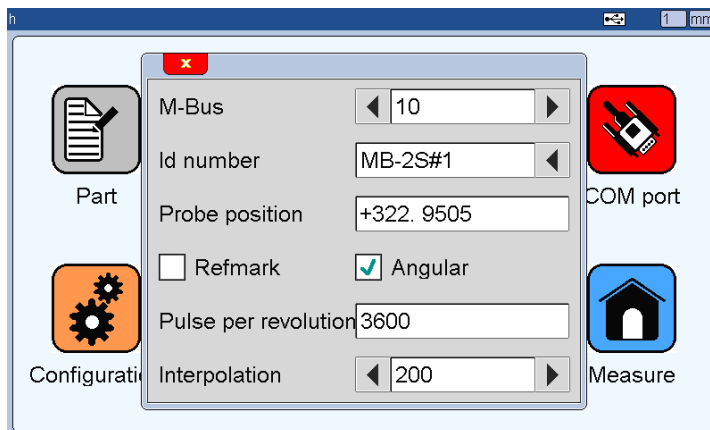 h 1 mm
x
M-Bus 10
Id number MB-2S#1
Part COM port
Probe position +322. 9505
Refmark Angular
Pulse per revolution 3600
Configurati Interpolation 200 Measure